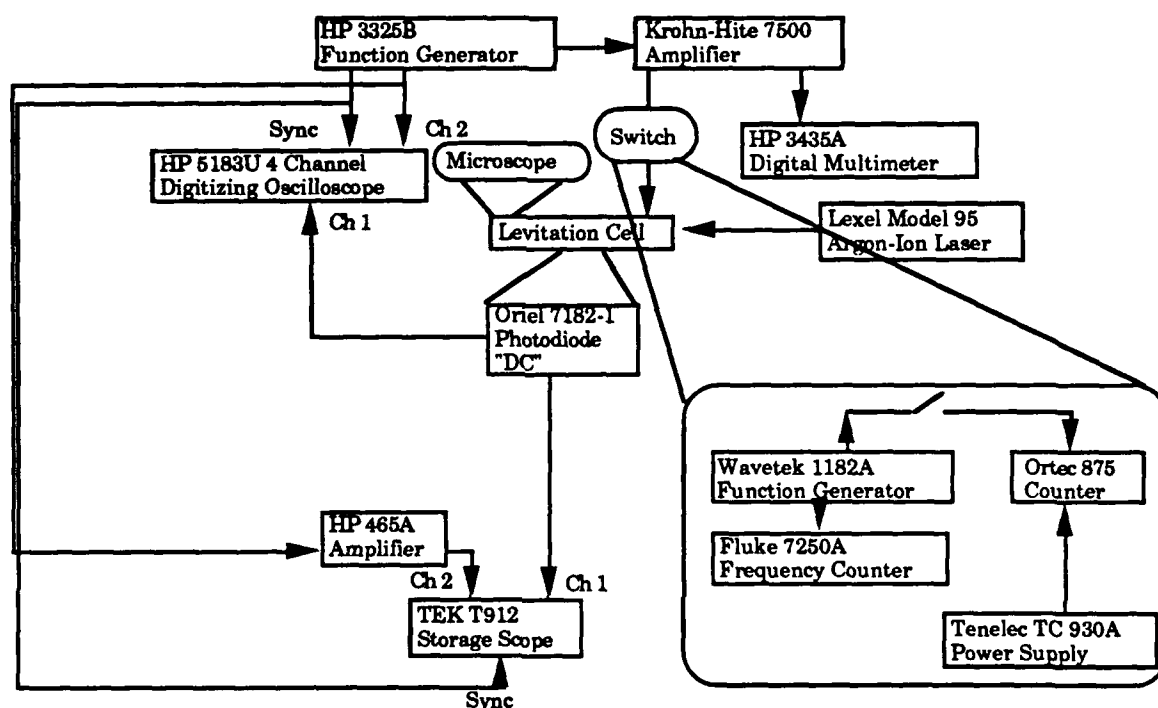 HP 3325B
Function Generator
Krohn-Hite 7500
Amplifier
Sync
Ch 2
Switch
HP 3435A
Digital Multimeter
HP 5183U 4 Channel
Digitizing Oscilloscope
Microscope
Ch 1
Levitation Cell
Lexel Model 95
Argon-Ion Laser
Oriel 7182-1
Photodiode
"DC"
Wavetek 1182A
Function Generator
Ortec 875
Counter
HP 465A
Amplifier
Fluke 7250A
Frequency Counter
Ch 2
Ch 1
TEK T912
Storage Scope
Tenelec TC 930A
Power Supply
Sync